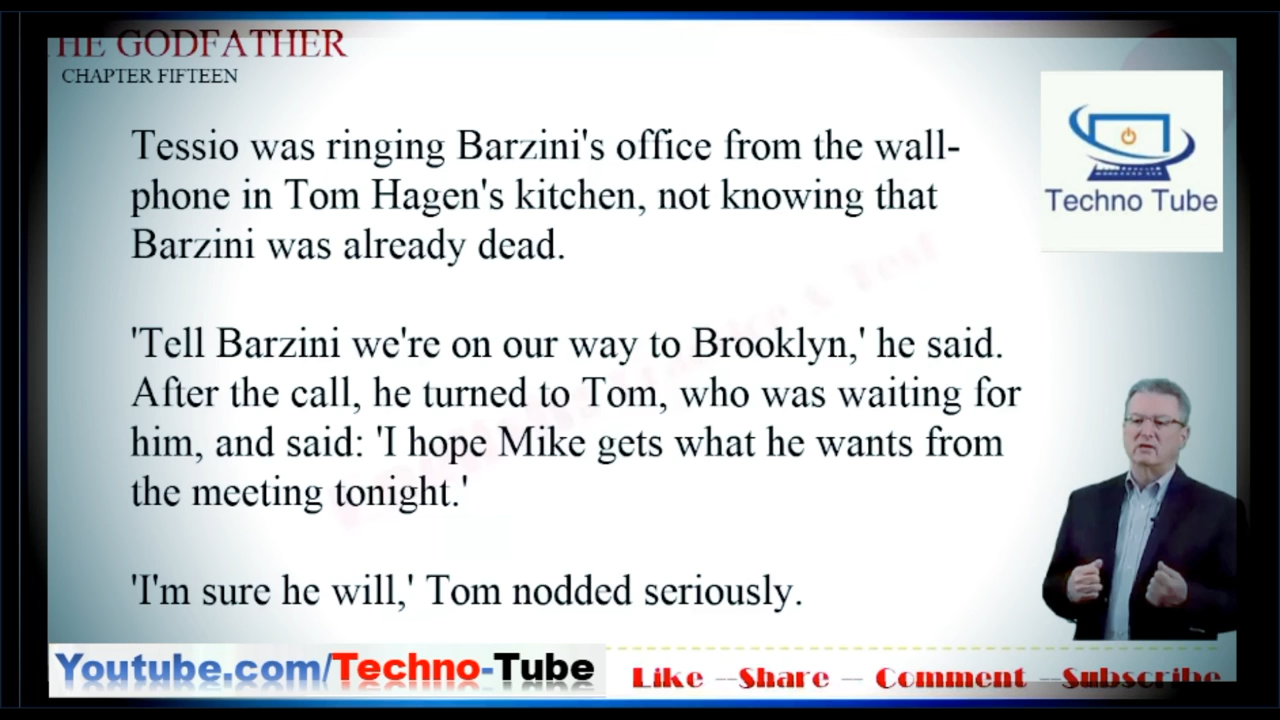 THE GODFATHER
CHAPTER FIFTEEN
Tessio was ringing Barzini's office from the wall-
phone in Tom Hagen's kitchen, not knowing that
Barzini was already dead.
'Tell Barzini we're on our way to Brooklyn,' he said.
After the call, he turned to Tom, who was waiting for
him, and said: 'I hope Mike gets what he wants from
the meeting tonight.'
'I'm sure he will,' Tom nodded seriously.
Techno Tube
Youtube.com/Techno-Tube
Like --Share -- Comment --Subscribe